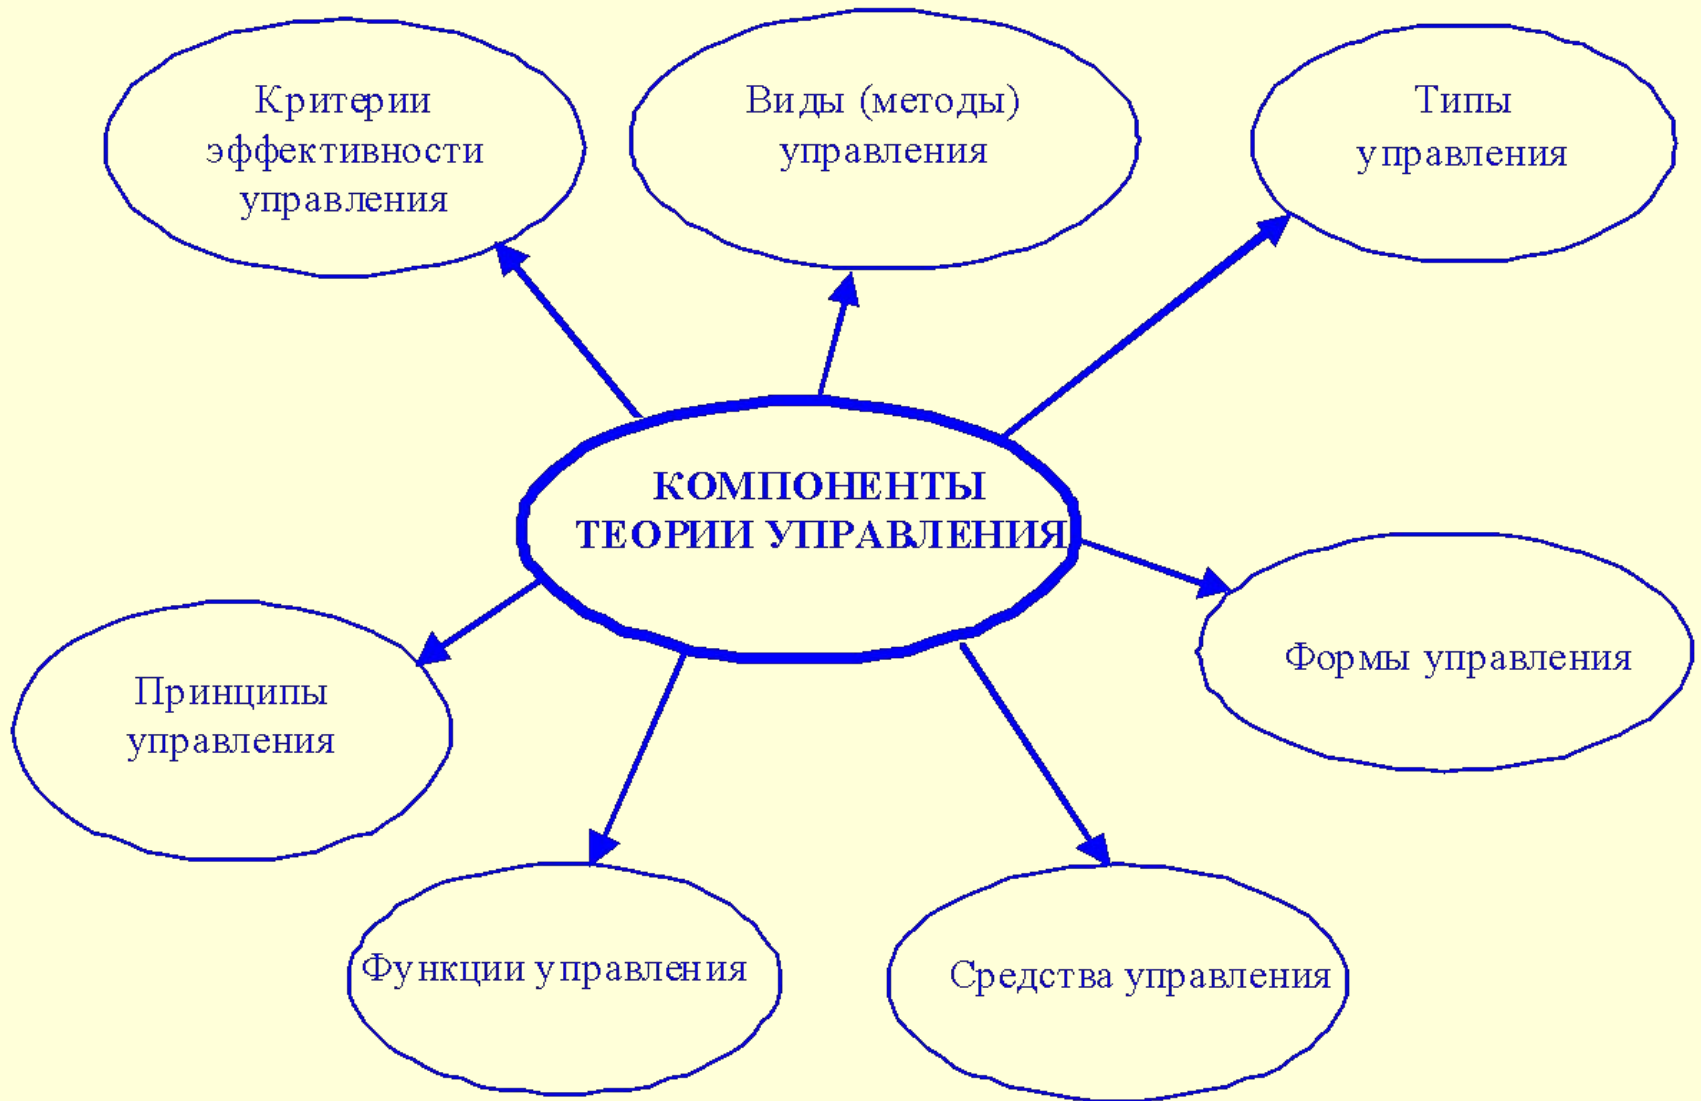 Критерии
эффективности
управления
Виды (методы)
управления
Типы
управления
КОМПОНЕНТЫ
ТЕОРИИ УПРАВЛЕНИЯ
Формы управления
Принципы
управления
Функции управления
Средства управления